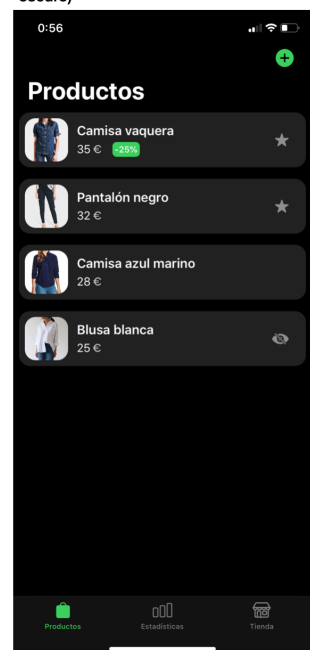 0:56
Productos
Camisa vaquera
35 € -25%
Pantalón negro
32 €
Camisa azul marino
28 €
Blusa blanca
25 €
Productos Estadísticas Tienda